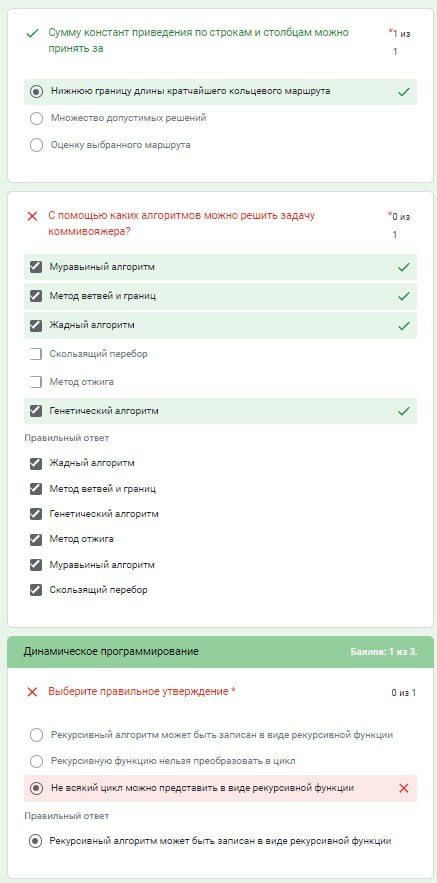 Сумму констант приведения по строкам и столбцам можно
принять за
*1 из
1
Нижнюю границу длины кратчайшего кольцевого маршрута
Множество допустимых решений
Оценку выбранного маршрута
С помощью каких алгоритмов можно решить задачу
коммивояжера?
*0 из
1
Муравьиный алгоритм
Метод ветвей и границ
Жадный алгоритм
Скользящий перебор
Метод отжига
Генетический алгоритм
Правильный ответ
Жадный алгоритм
Метод ветвей и границ
Генетический алгоритм
Метод отжига
Муравьиный алгоритм
Скользящий перебор
Динамическое программирование
Баллов: 1 из 3.
Выберите правильное утверждение *
0 из 1
Рекурсивный алгоритм может быть записан в виде рекурсивной функции
Рекурсивную функцию нельзя преобразовать в цикл
Не всякий цикл можно представить в виде рекурсивной функции
Правильный ответ
Рекурсивный алгоритм может быть записан в виде рекурсивной функции